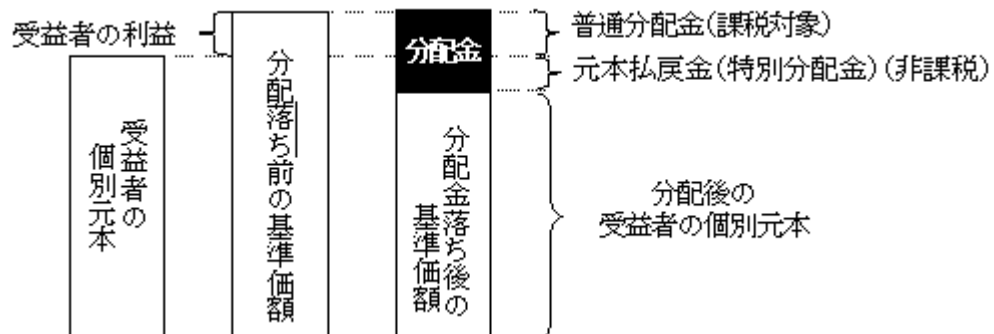 受益者の利益
受益者の
個別元本
分配落ち前の基準価額
分配金
分配金落ち後の
基準価額
普通分配金(課税対象)
元本払戻金(特別分配金)(非課税)
分配後の
受益者の個別元本